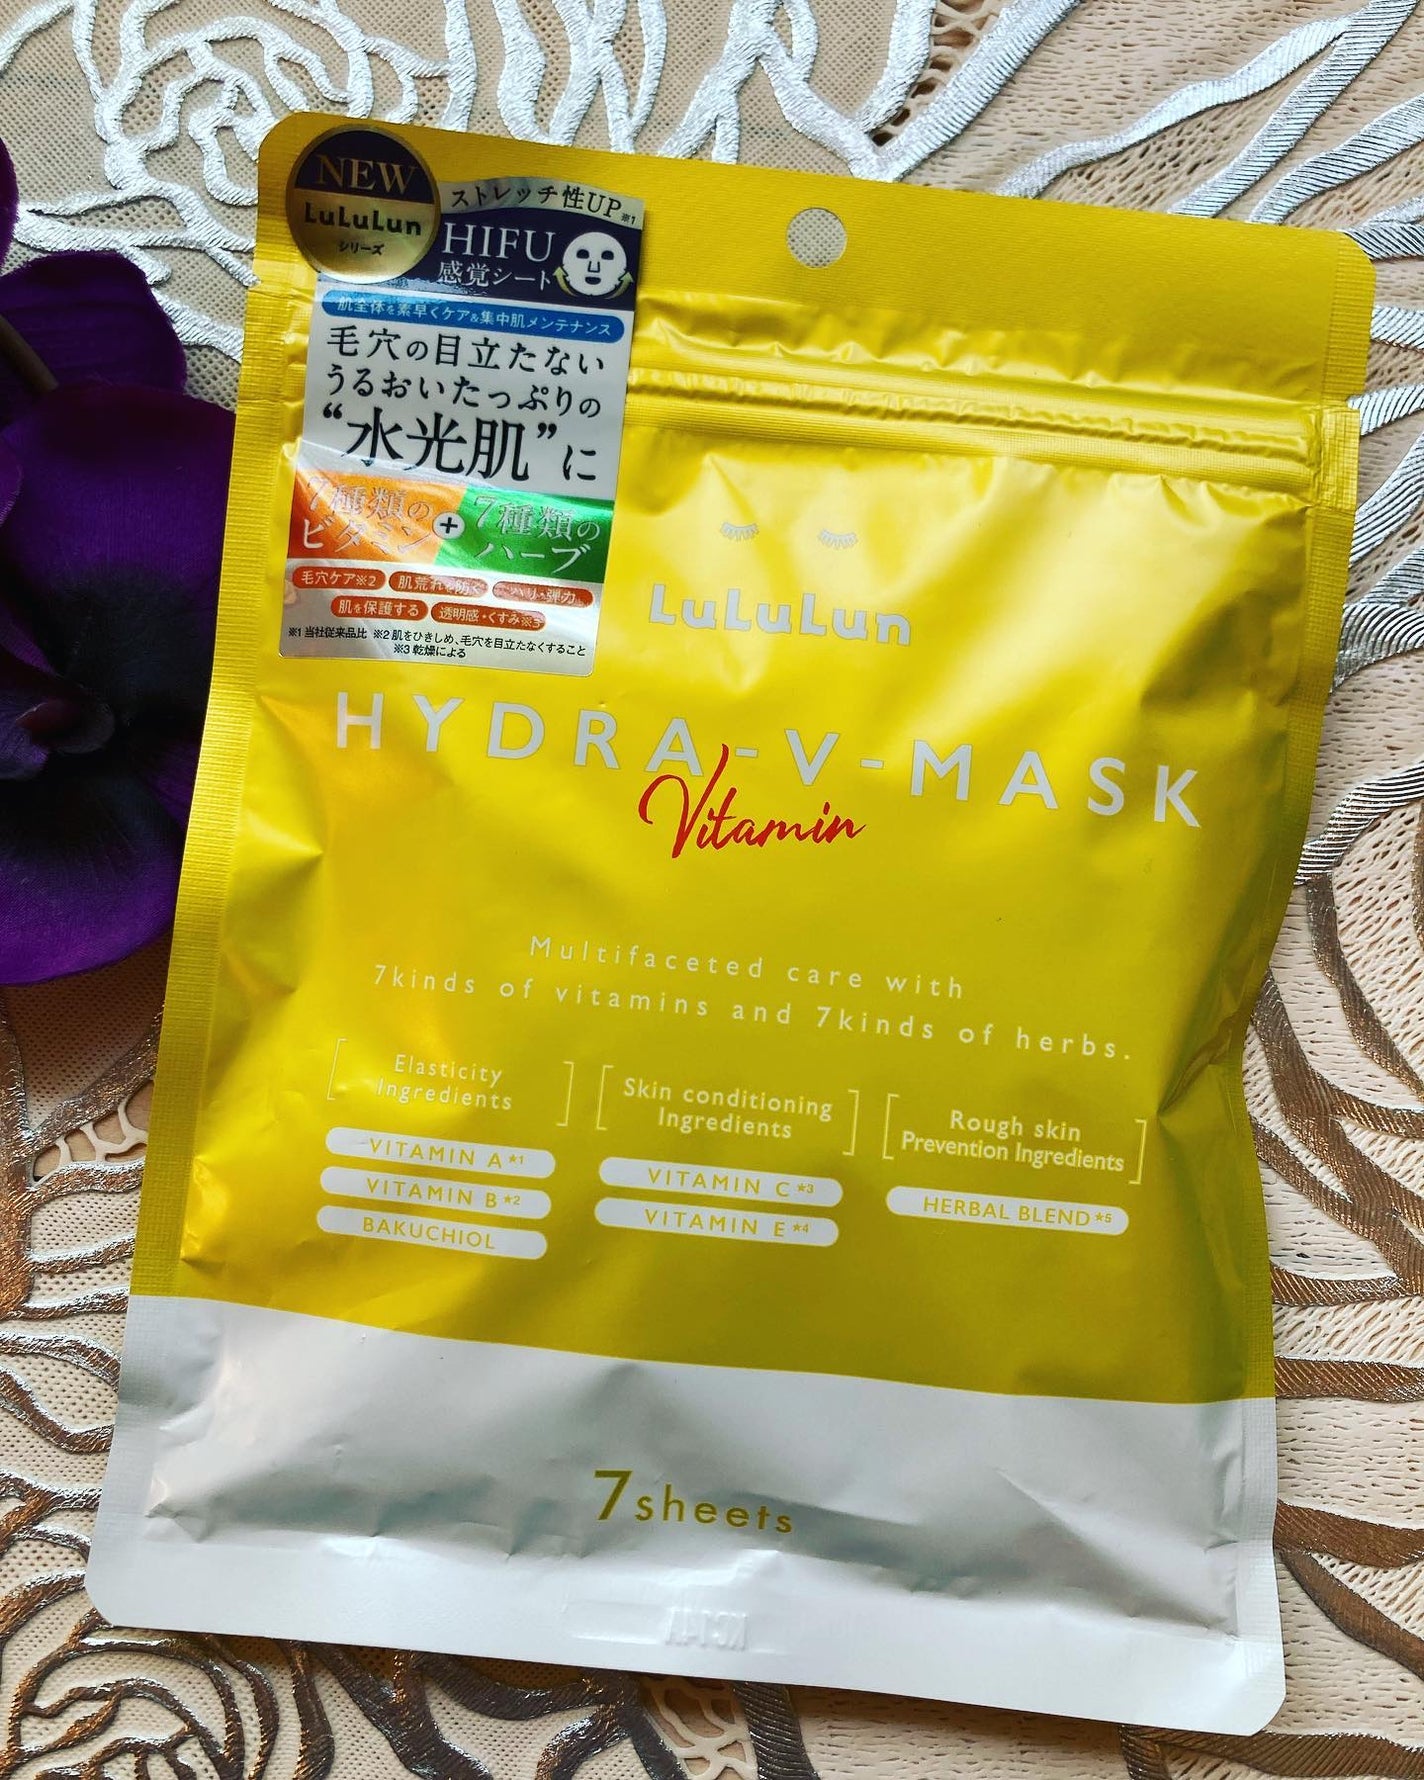 NEW
LuLuLun
シリーズ
ストレッチ性UP※1
HIFU
感覚シート
肌全体を素早くケア&集中肌メンテナンス
毛穴の目立たない
うるおいたっぷりの
“水光肌”に
7種類の
ビタミン
+
7種類の
ハーブ
毛穴ケア※2 肌荒れを防ぐ ハリ・弾力
肌を保護する 透明感・くすみ※3
※1 当社従来品比 ※2 肌をひきしめ、毛穴を目立たなくすること
※3 乾燥による
LuLuLun
HYDRA-V-MASK
Vitamin
Multifaceted care with
7kinds of vitamins and 7kinds of herbs.
Elasticity
Ingredients
VITAMIN A★1
VITAMIN B★2
BAKUCHIOL
Skin conditioning
Ingredients
VITAMIN C★3
VITAMIN E★4
Rough skin
Prevention Ingredients
HERBAL BLEND★5
7sheets